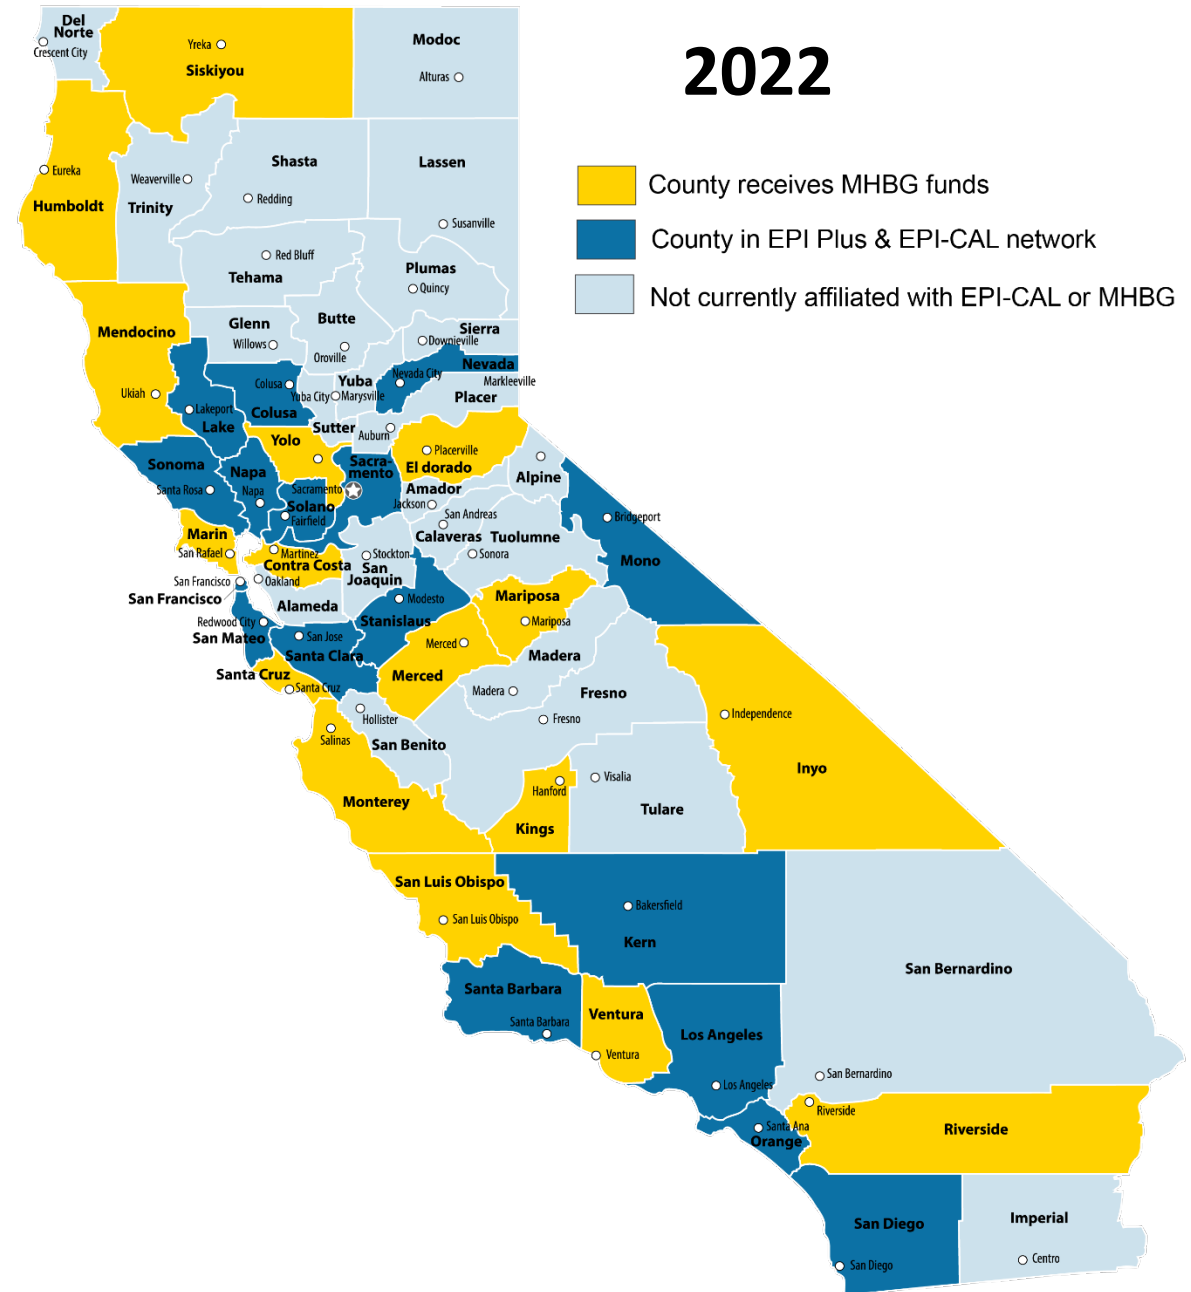 2022
County receives MHBG funds
County in EPI Plus & EPI-CAL network
Not currently affiliated with EPI-CAL or MHBG
Del
Norte
Crescent City
Yreka
Siskiyou
Modoc
Alturas
Eureka
Humboldt
Weaverville
Trinity
Shasta
Redding
Lassen
Susanville
Red Bluff
Tehama
Plumas
Quincy
Mendocino
Ukiah
Glenn
Willows
Butte
Oroville
Sierra
Downieville
Nevada
Nevada City
Lakeport
Lake
Colusa
Colusa
Yuba
Yuba City
Marysville
Sutter
Markleeville
Placer
Auburn
Yolo
Sacra-
mento
Sacramento
Placerville
El dorado
Alpine
Sonoma
Santa Rosa
Napa
Napa
Solano
Fairfield
Amador
Jackson
San Andreas
Calaveras
Tuolumne
Sonora
Bridgeport
Mono
Marin
San Rafael
Martinez
Contra Costa
Stockton
San
Joaquin
San Francisco
San Francisco
Oakland
Alameda
Redwood City
San Mateo
San Jose
Santa Clara
Modesto
Stanislaus
Mariposa
Mariposa
Merced
Merced
Madera
Madera
Santa Cruz
Santa Cruz
Hollister
San Benito
Fresno
Fresno
Salinas
Monterey
Independence
Inyo
Hanford
Kings
Visalia
Tulare
San Luis Obispo
San Luis Obispo
Bakersfield
Kern
San Bernardino
San Bernardino
Santa Barbara
Santa Barbara
Ventura
Ventura
Los Angeles
Los Angeles
Riverside
Riverside
Santa Ana
Orange
San Diego
San Diego
Imperial
Centro